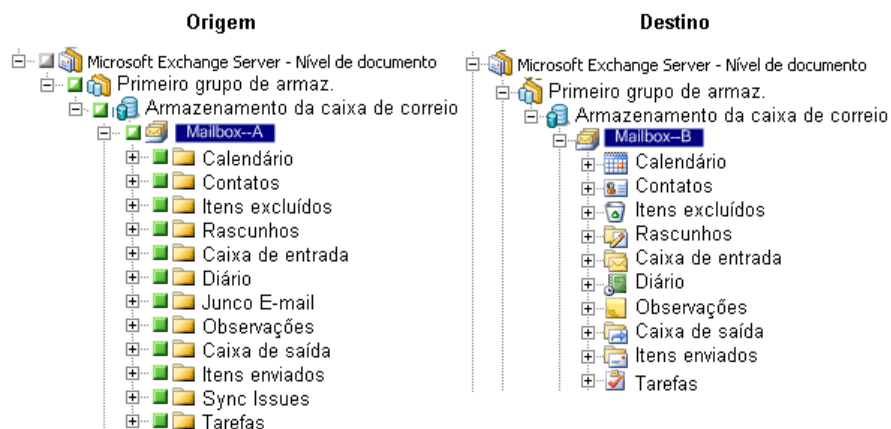 Origem
Microsoft Exchange Server - Nível de documento
Primeiro grupo de armaz.
Armazenamento da caixa de correio
Mailbox--A
Calendário
Contatos
Itens excluídos
Rascunhos
Caixa de entrada
Diário
Junco E-mail
Observações
Caixa de saída
Itens enviados
Sync Issues
Tarefas
Destino
Microsoft Exchange Server - Nível de documento
Primeiro grupo de armaz.
Armazenamento da caixa de correio
Mailbox--B
Calendário
Contatos
Itens excluídos
Rascunhos
Caixa de entrada
Diário
Observações
Caixa de saída
Itens enviados
Tarefas